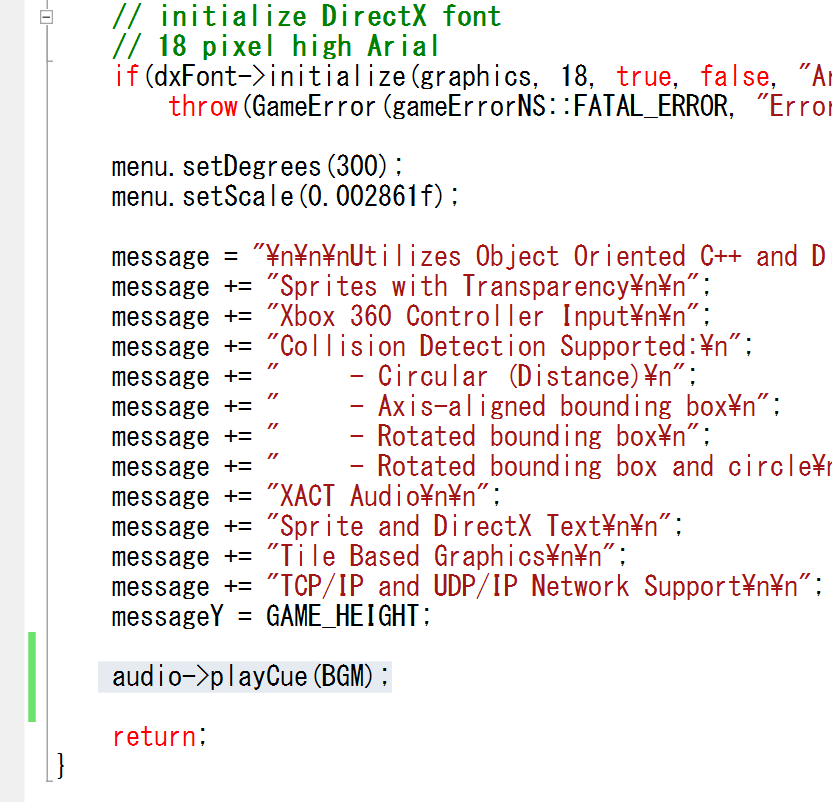 // initialize DirectX font
// 18 pixel high Arial
if(dxFont->initialize(graphics, 18, true, false, "Ar
throw(GameError(gameErrorNS::FATAL_ERROR, "Error
menu.setDegrees(300);
menu.setScale(0.002861f);
message = "¥n¥n¥nUtilizes Object Oriented C++ and D
message += "Sprites with Transparency¥n¥n";
message += "Xbox 360 Controller Input¥n¥n";
message += "Collision Detection Supported:¥n";
message += "     - Circular (Distance)¥n";
message += "     - Axis-aligned bounding box¥n";
message += "     - Rotated bounding box¥n";
message += "     - Rotated bounding box and circle¥n
message += "XACT Audio¥n¥n";
message += "Sprite and DirectX Text¥n¥n";
message += "Tile Based Graphics¥n¥n";
message += "TCP/IP and UDP/IP Network Support¥n¥n";
messageY = GAME_HEIGHT;
audio->playCue(BGM);
return;
}